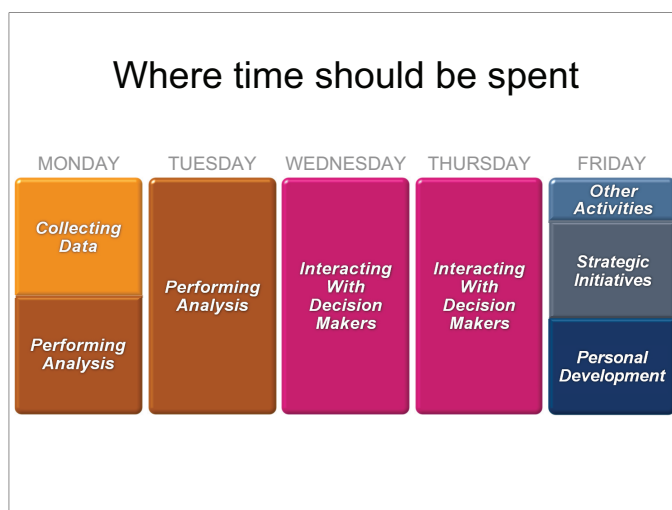 Where time should be spent
MONDAY
TUESDAY
WEDNESDAY
THURSDAY
FRIDAY
Collecting
Data
Performing
Analysis
Performing
Analysis
Interacting
With
Decision
Makers
Interacting
With
Decision
Makers
Other
Activities
Strategic
Initiatives
Personal
Development